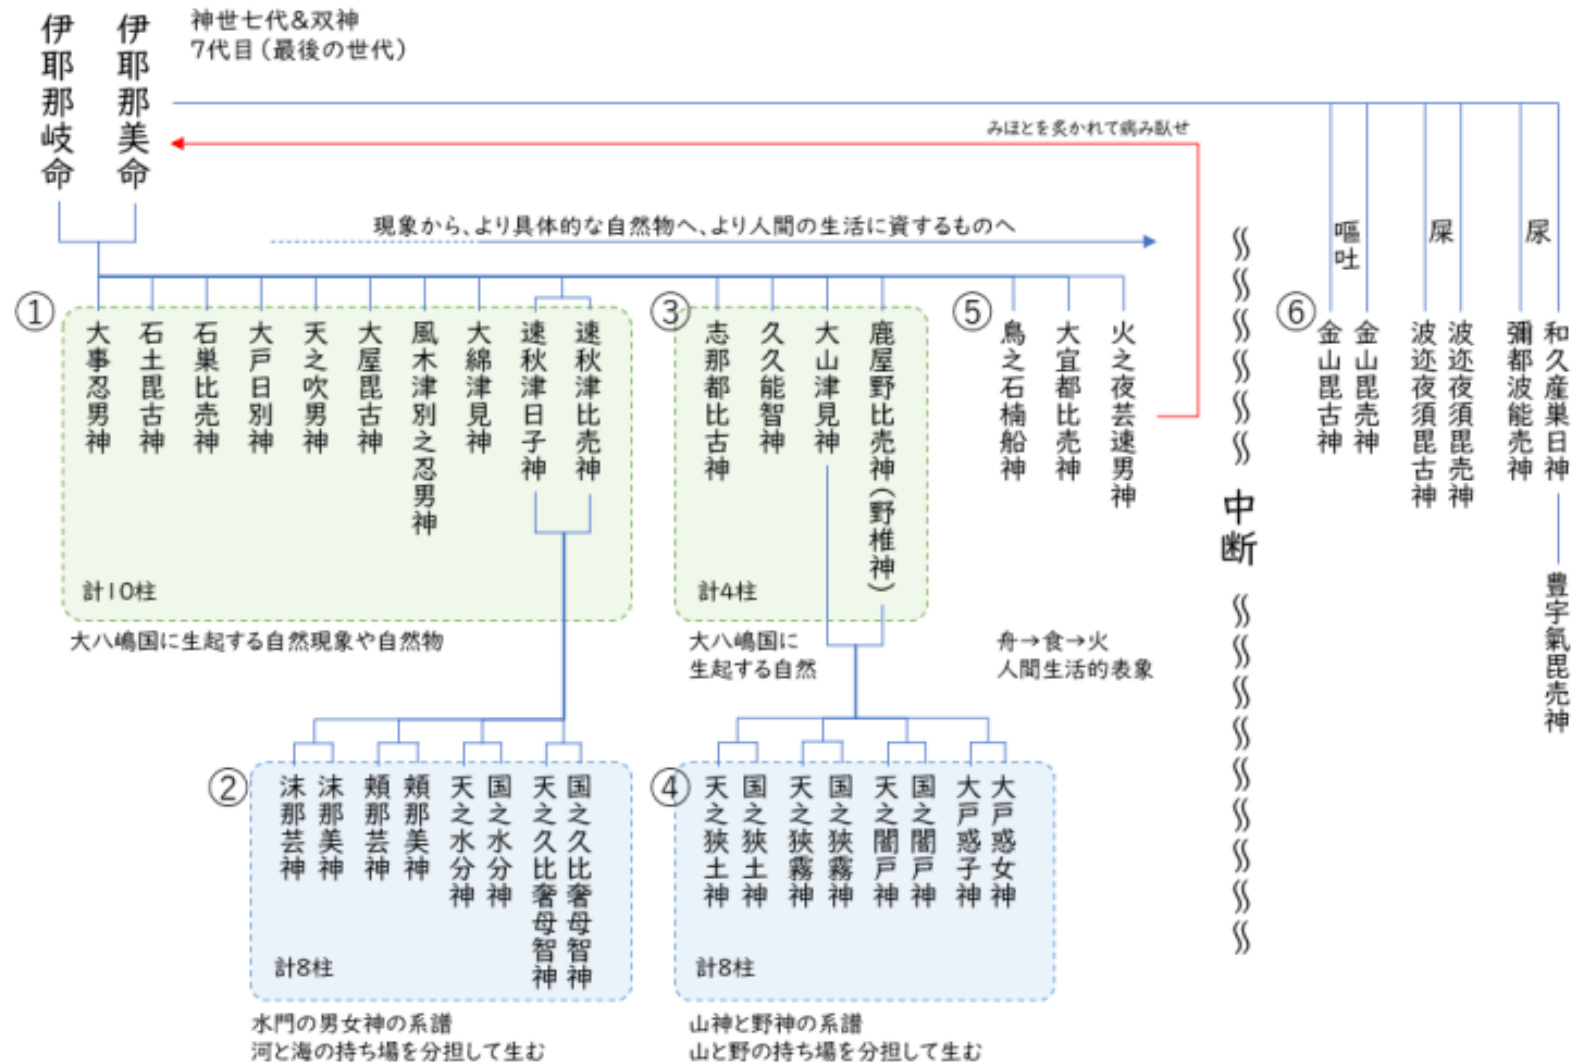 伊耶那岐命
伊耶那美命
神世七代&双神
7代目(最後の世代)
みほとを炙かれて病み臥せ
現象から、より具体的な自然物へ、より人間の生活に資するものへ
①
大事忍男神
石土毘古神
石巣比売神
大戸日別神
天之吹男神
大屋毘古神
風木津別之忍男神
大綿津見神
速秋津日子神
速秋津比売神
計10柱
大八嶋国に生起する自然現象や自然物
②
沫那芸神
沫那美神
頬那芸神
頬那美神
天之水分神
国之水分神
天之久比奢母智神
国之久比奢母智神
計8柱
水門の男女神の系譜
河と海の持ち場を分担して生む
③
志那都比古神
久久能智神
大山津見神
鹿屋野比売神(野椎神)
計4柱
大八嶋国に
生起する自然
④
天之狭土神
国之狭土神
天之狭霧神
国之狭霧神
天之闇戸神
国之闇戸神
大戸惑子神
大戸惑女神
計8柱
山神と野神の系譜
山と野の持ち場を分担して生む
⑤
鳥之石楠船神
大宜都比売神
火之夜芸速男神
舟→食→火
人間生活的表象
中断
⑥
嘔吐
屎
尿
金山毘古神
金山毘売神
波迩夜須毘古神
波迩夜須毘売神
彌都波能売神
和久産巣日神
豊宇氣毘売神